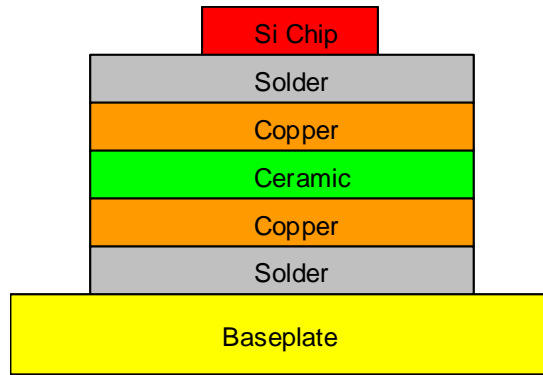 Si Chip
Solder
Copper
Ceramic
Copper
Solder
Baseplate